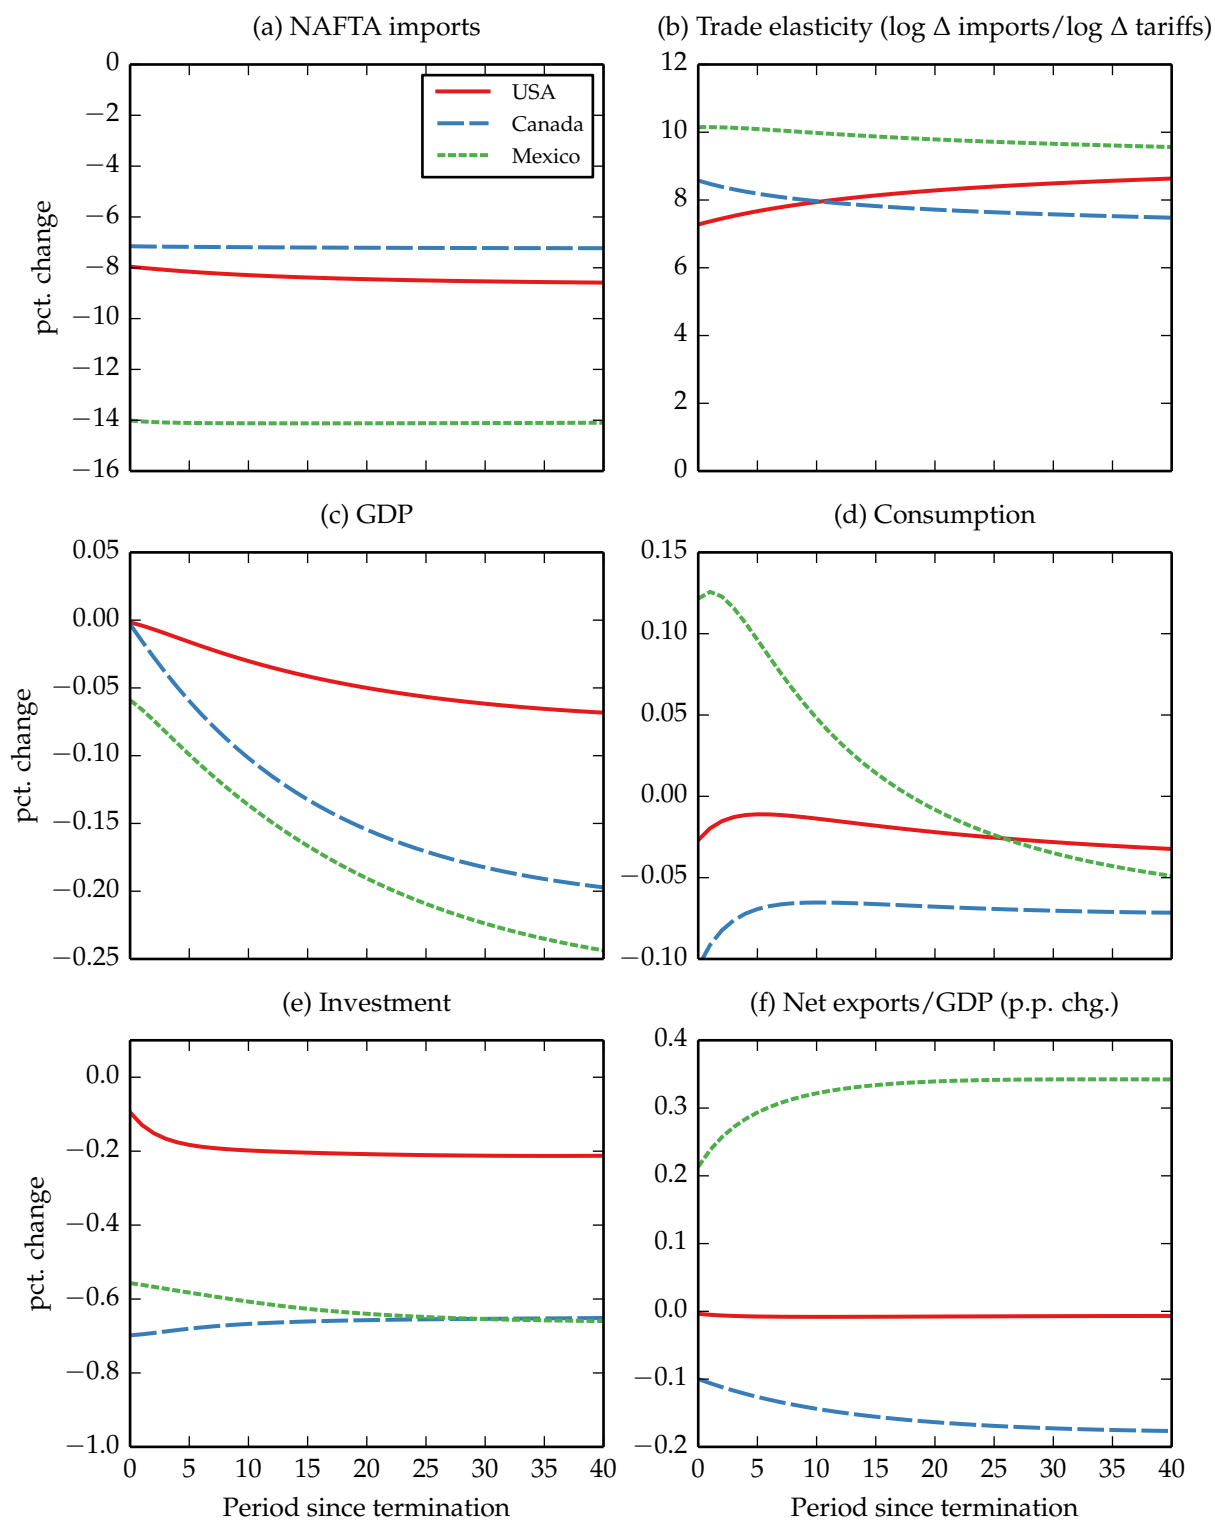 (a) NAFTA imports
0
−2
−4
−6
−8
−10
−12
−14
−16
pct. change
USA
Canada
Mexico
(b) Trade elasticity (log Δ imports/log Δ tariffs)
12
10
8
6
4
2
0
(c) GDP
0.05
0.00
−0.05
−0.10
−0.15
−0.20
−0.25
pct. change
(d) Consumption
0.15
0.10
0.05
0.00
−0.05
−0.10
(e) Investment
0.0
−0.2
−0.4
−0.6
−0.8
−1.0
pct. change
0 5 10 15 20 25 30 35 40
Period since termination
(f) Net exports/GDP (p.p. chg.)
0.4
0.3
0.2
0.1
0.0
−0.1
−0.2
0 5 10 15 20 25 30 35 40
Period since termination